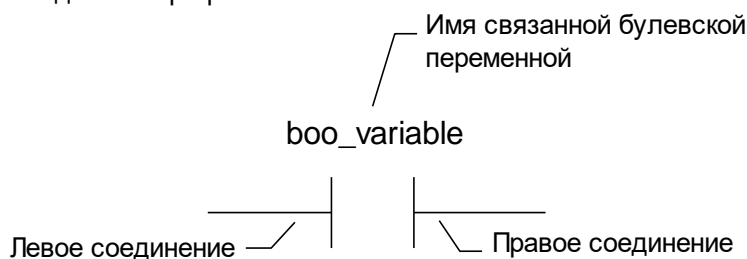 Имя связанной булевской
переменной
boo_variable
Левое соединение
Правое соединение